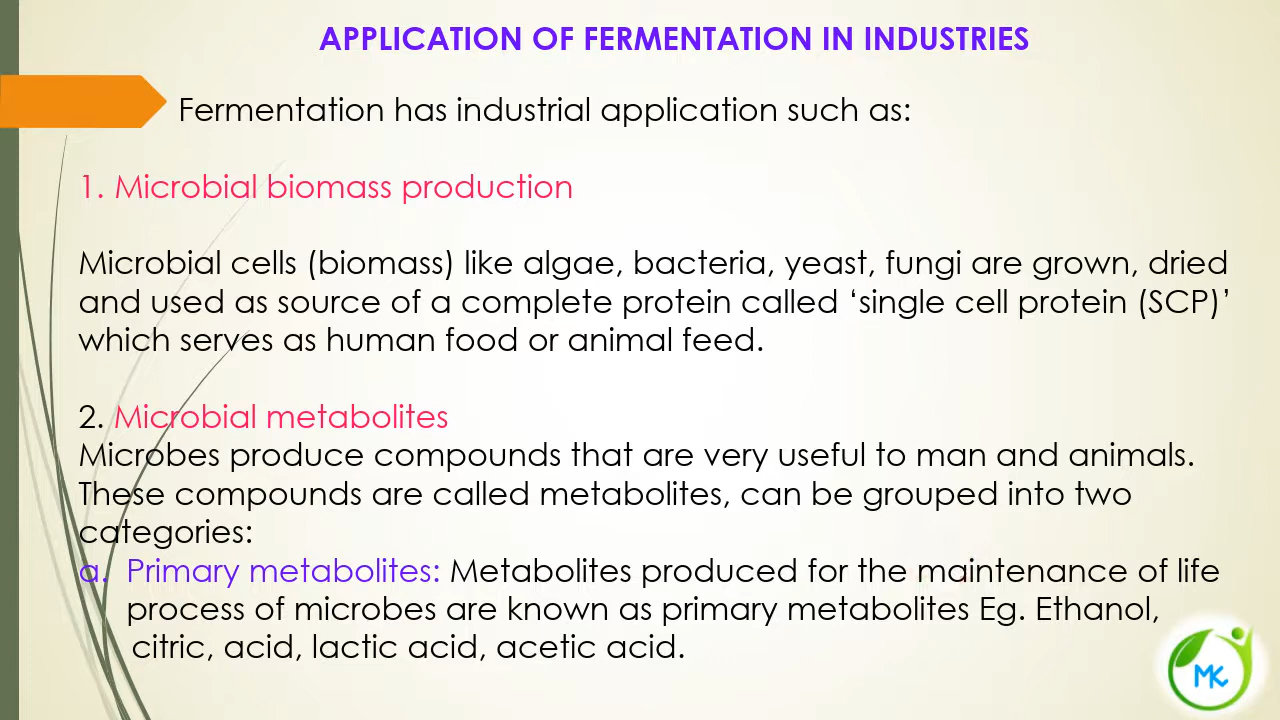 APPLICATION OF FERMENTATION IN INDUSTRIES
Fermentation has industrial application such as:
1. Microbial biomass production
Microbial cells (biomass) like algae, bacteria, yeast, fungi are grown, dried
and used as source of a complete protein called ‘single cell protein (SCP)’
which serves as human food or animal feed.
2. Microbial metabolites
Microbes produce compounds that are very useful to man and animals.
These compounds are called metabolites, can be grouped into two
categories:
a. Primary metabolites: Metabolites produced for the maintenance of life
process of microbes are known as primary metabolites Eg. Ethanol,
citric, acid, lactic acid, acetic acid.
MK